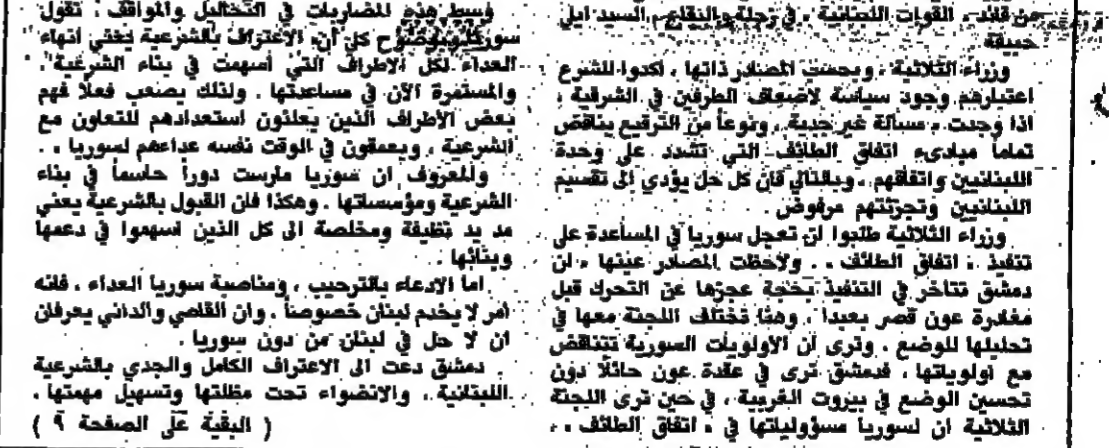 من قائد « القوات اللبنانية » في زحلة والبقاع السيد ايلي
حبيقة .
وزراء الثلاثية ، وبحسب المصادر ذاتها ، أكدوا للشرع
اعتبارهم وجود سياسة لاضعاف الطرفين في الشرقية ،
اذا وجدت ، مسألة غير جدية ، ونوعاً من الترقيع يناقض
تماماً مبادىء اتفاق الطائف التي تشدد على وحدة
اللبنانيين واتفاقهم . وبالتالي فان كل حل يؤدي الى تقسيم
اللبنانيين وتجزئتهم مرفوض .
وزراء الثلاثية طلبوا ان تعجل سوريا في المساعدة على
تنفيذ « اتفاق الطائف » . ولاحظت المصادر عينها ، ان
دمشق تتأخر في التنفيذ بحجة عجزها عن التحرك قبل
مغادرة عون قصر بعبدا . وهنا تختلف اللجنة معها في
تحليلها للوضع . وترى ان الاولويات السورية تتناقض
مع اولوياتها . فدمشق ترى في عقدة عون حائلاً دون
تحسين الوضع في بيروت الغربية ، في حين ترى اللجنة
الثلاثية ان لسوريا مسؤولياتها في « اتفاق الطائف » .
وسط هذه المضاربات في التحاليل والمواقف ، تقول
سوريا وبوضوح كل أن الاعتراف بالشرعية يعني انهاء
العداء لكل الاطراف التي أسهمت في بناء الشرعية
والمستمرة الآن في مساعدتها . ولذلك يصعب فعلاً فهم
بعض الأطراف الذين يعلنون استعدادهم للتعاون مع
الشرعية ، ويعمقون في الوقت نفسه عداءهم لسوريا .
والمعروف ان سوريا مارست دوراً حاسماً في بناء
الشرعية ومؤسساتها . وهكذا فان القبول بالشرعية يعني
مد يد نظيفة ومخلصة الى كل الذين اسهموا في دعمها
وبنائها .
اما الادعاء بالترحيب ، ومناصبة سوريا العداء ، فانه
أمر لا يخدم لبنان خصوصاً . وان القاصي والداني يعرفان
ان لا حل في لبنان من دون سوريا .
دمشق دعت الى الاعتراف الكامل والجدي بالشرعية
اللبنانية ، والانضواء تحت مظلتها وتسهيل مهمتها .
( البقية على الصفحة ٩ )